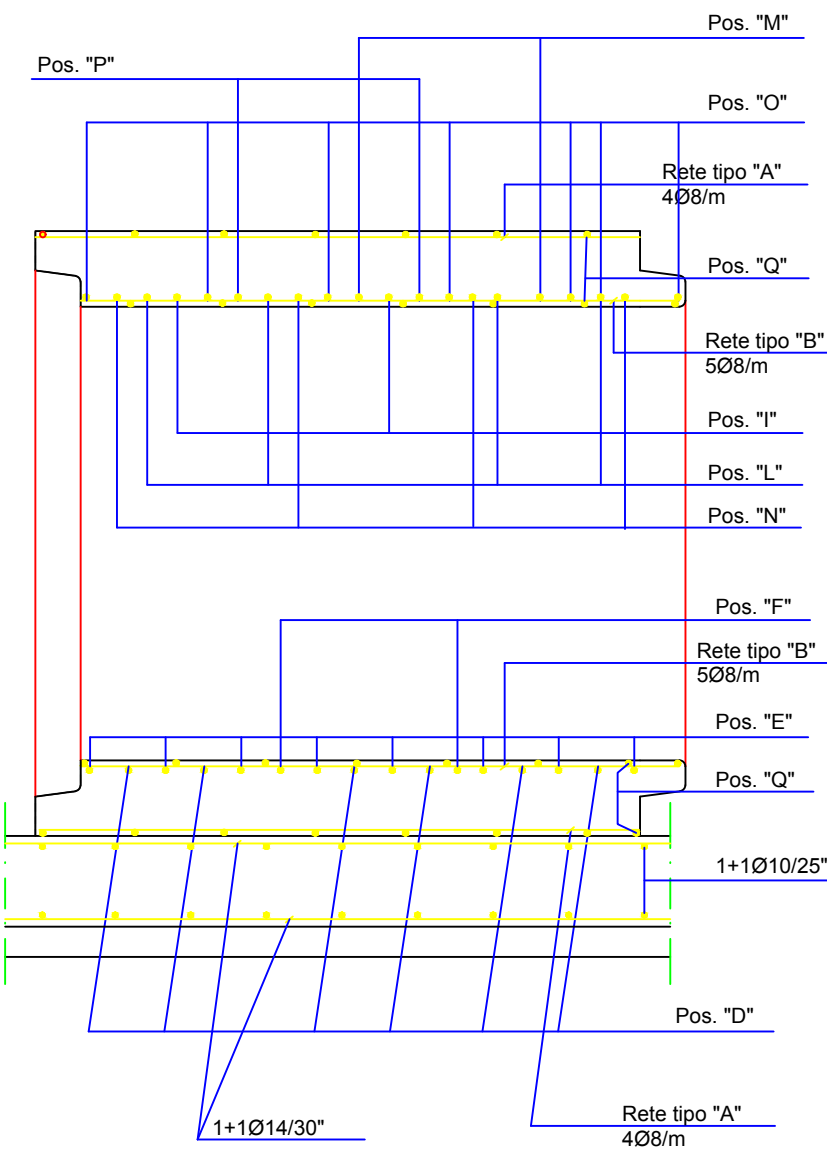 Pos. "M"
Pos. "P"
Pos. "O"
Rete tipo "A"
4Ø8/m
Pos. "Q"
Rete tipo "B"
5Ø8/m
Pos. "I"
Pos. "L"
Pos. "N"
Pos. "F"
Rete tipo "B"
5Ø8/m
Pos. "E"
Pos. "Q"
1+1Ø10/25"
Pos. "D"
1+1Ø14/30"
Rete tipo "A"
4Ø8/m